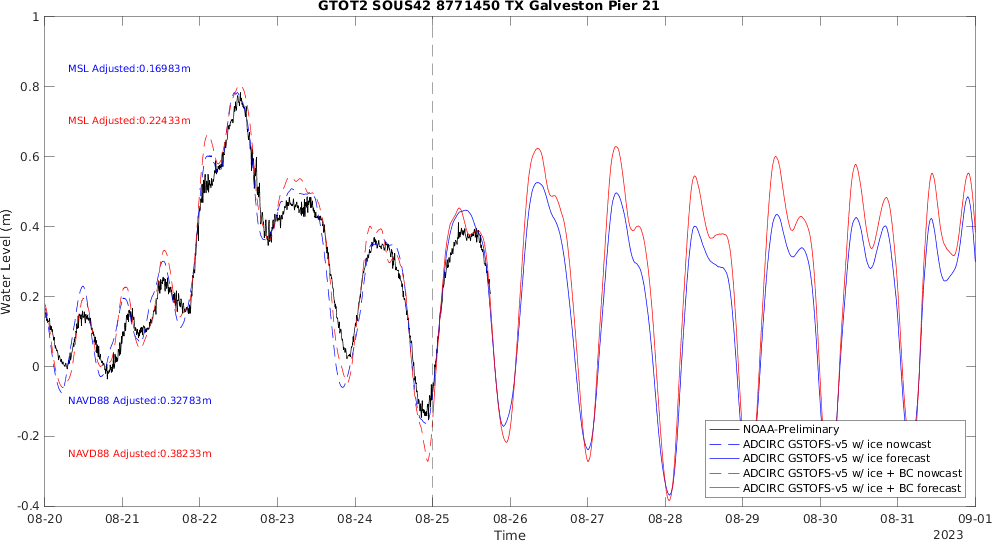 GTOT2 SOUS42 8771450 TX Galveston Pier 21
1
0.8
0.6
0.4
0.2
0
-0.2
-0.4
Water Level (m)
MSL Adjusted:0.16983m
MSL Adjusted:0.22433m
NAVD88 Adjusted:0.32783m
NAVD88 Adjusted:0.38233m
NOAA-Preliminary
ADCIRC GSTOFS-v5 w/ ice nowcast
ADCIRC GSTOFS-v5 w/ ice forecast
ADCIRC GSTOFS-v5 w/ ice + BC nowcast
ADCIRC GSTOFS-v5 w/ ice + BC forecast
08-20 08-21 08-22 08-23 08-24 08-25 08-26 08-27 08-28 08-29 08-30 08-31 09-01
Time
2023